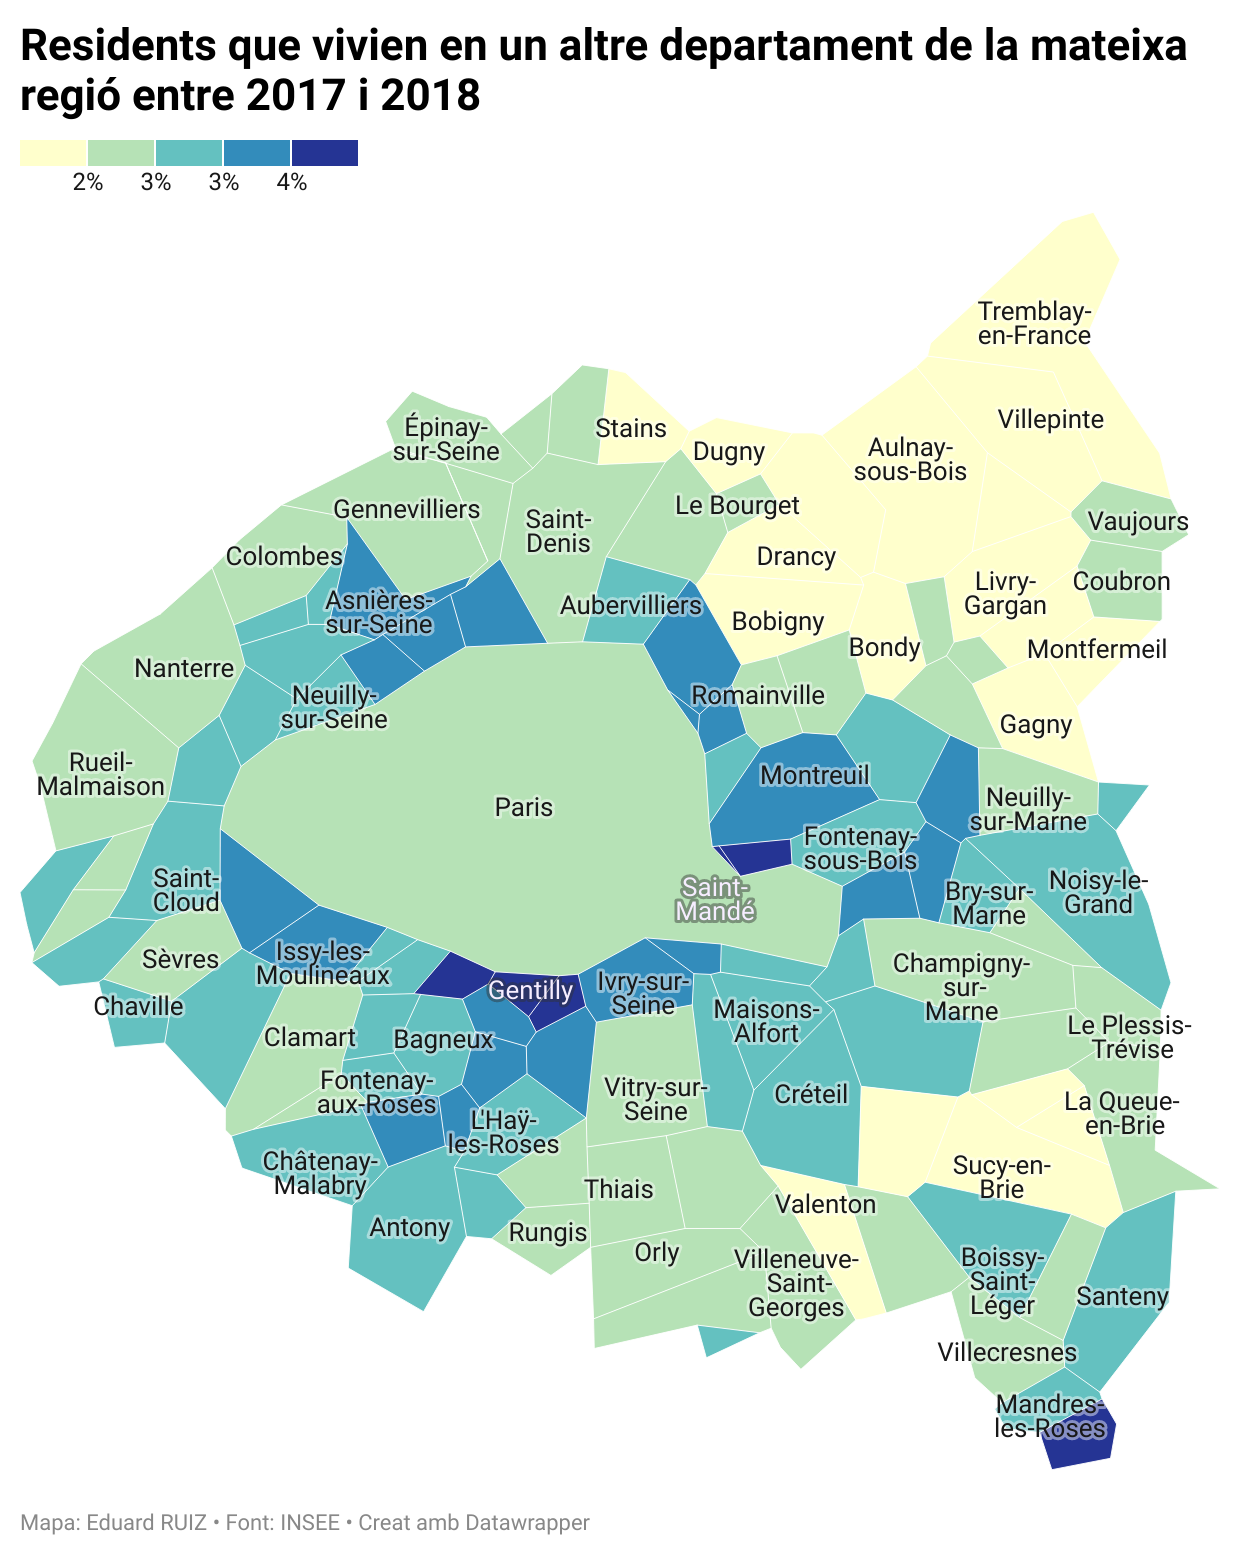 Residents que vivien en un altre departament de la mateixa
regió entre 2017 i 2018
2% 3% 3% 4%
Tremblay-
en-France
Villepinte
Épinay-
sur-Seine
Stains
Dugny
Aulnay-
sous-Bois
Gennevilliers
Saint-
Denis
Le Bourget
Vaujours
Colombes
Drancy
Asnières-
sur-Seine
Aubervilliers
Livry-
Gargan
Coubron
Bobigny
Bondy
Montfermeil
Nanterre
Neuilly-
sur-Seine
Romainville
Gagny
Rueil-
Malmaison
Montreuil
Paris
Neuilly-
sur-Marne
Fontenay-
sous-Bois
Saint-
Cloud
Saint-
Mandé
Bry-sur-
Marne
Noisy-le-
Grand
Sèvres
Issy-les-
Moulineaux
Gentilly
Ivry-sur-
Seine
Champigny-
sur-
Marne
Chaville
Maisons-
Alfort
Clamart
Bagneux
Le Plessis-
Trévise
Fontenay-
aux-Roses
Vitry-sur-
Seine
Créteil
La Queue-
en-Brie
L'Haÿ-
les-Roses
Châtenay-
Malabry
Sucy-en-
Brie
Thiais
Valenton
Antony
Rungis
Orly
Villeneuve-
Saint-
Georges
Boissy-
Saint-
Léger
Santeny
Villecresnes
Mandres-
les-Roses
Mapa: Eduard RUIZ • Font: INSEE • Creat amb Datawrapper